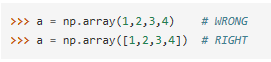 >>> a = np.array(1,2,3,4)    # WRONG
>>> a = np.array([1,2,3,4])  # RIGHT